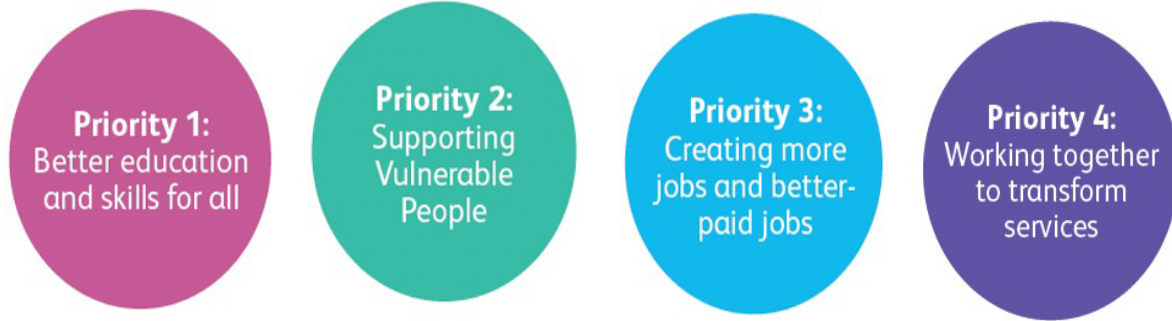 Priority 1:
Better education
and skills for all
Priority 2:
Supporting
Vulnerable
People
Priority 3:
Creating more
jobs and better-
paid jobs
Priority 4:
Working together
to transform
services